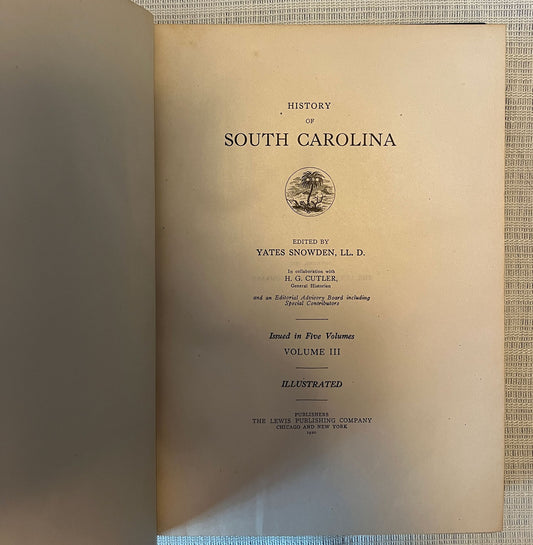 HISTORY
OF
SOUTH CAROLINA
EDITED BY
YATES SNOWDEN, LL. D.
In collaboration with
H. G. CUTLER,
General Historian
and an Editorial Advisory Board including
Special Contributors
Issued in Five Volumes
VOLUME III
ILLUSTRATED
PUBLISHERS
THE LEWIS PUBLISHING COMPANY
CHICAGO AND NEW YORK
1920